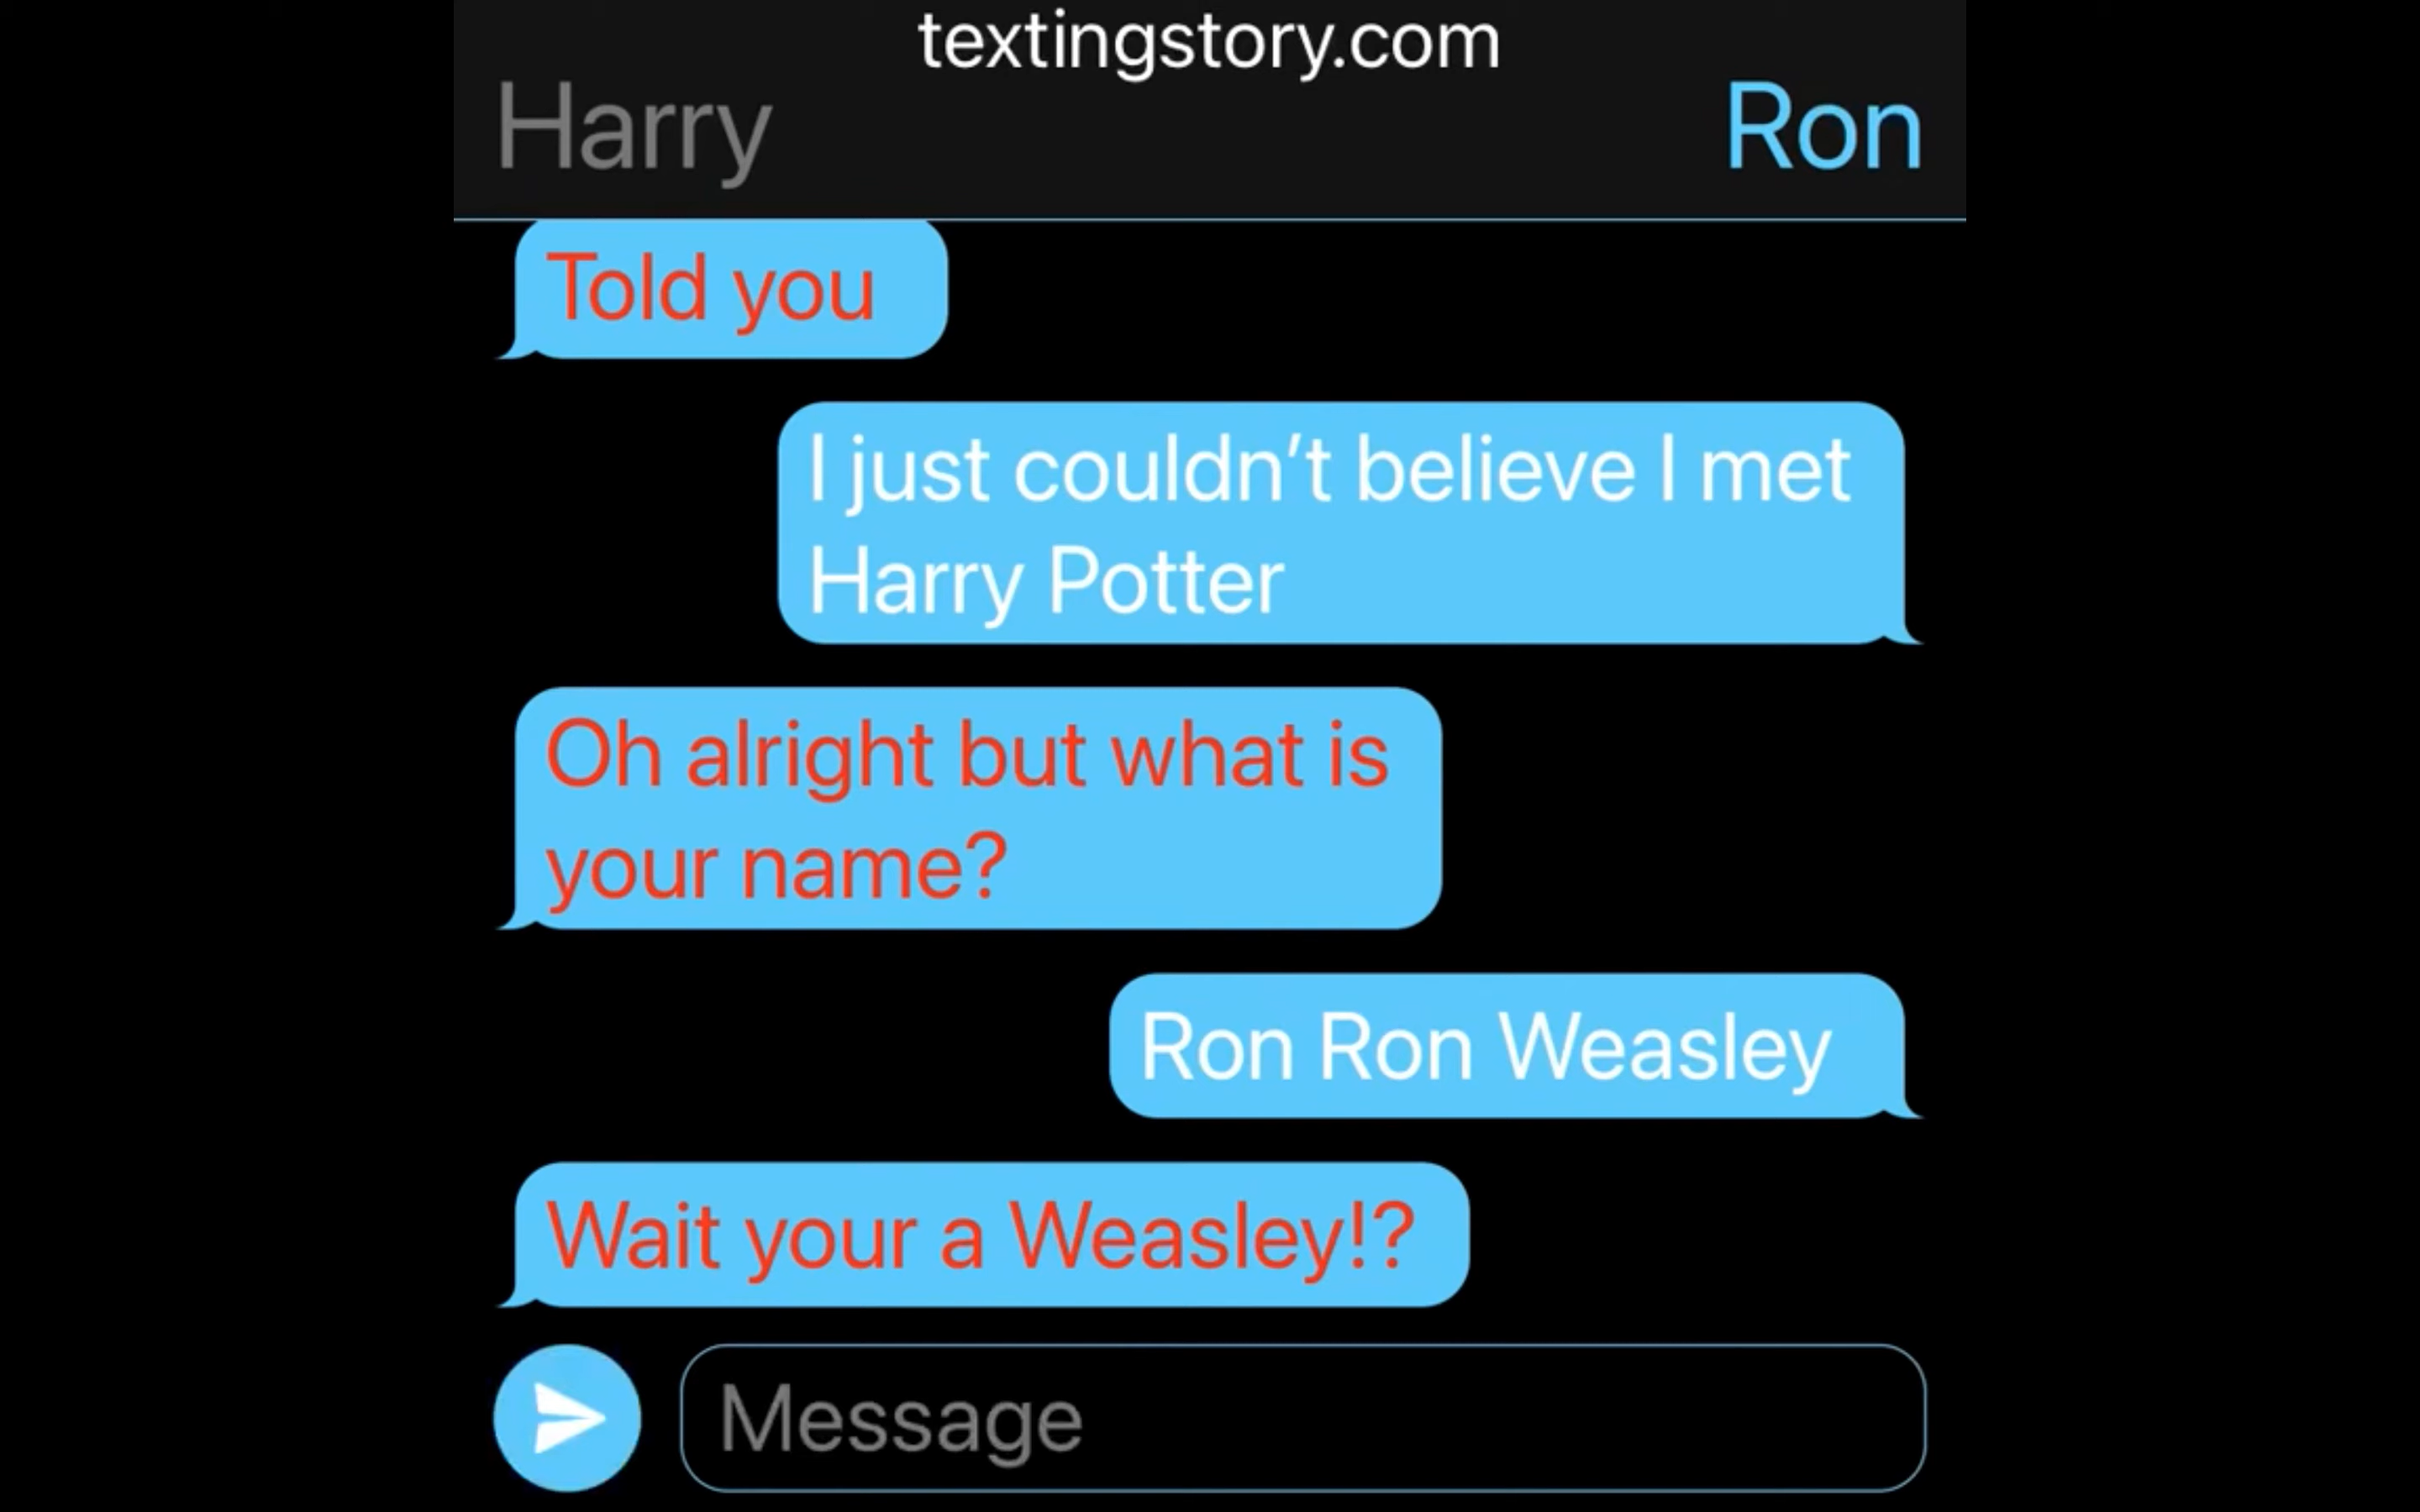 textingstory.com
Harry
Ron
Told you
I just couldn’t believe I met
Harry Potter
Oh alright but what is
your name?
Ron Ron Weasley
Wait your a Weasley!?
Message